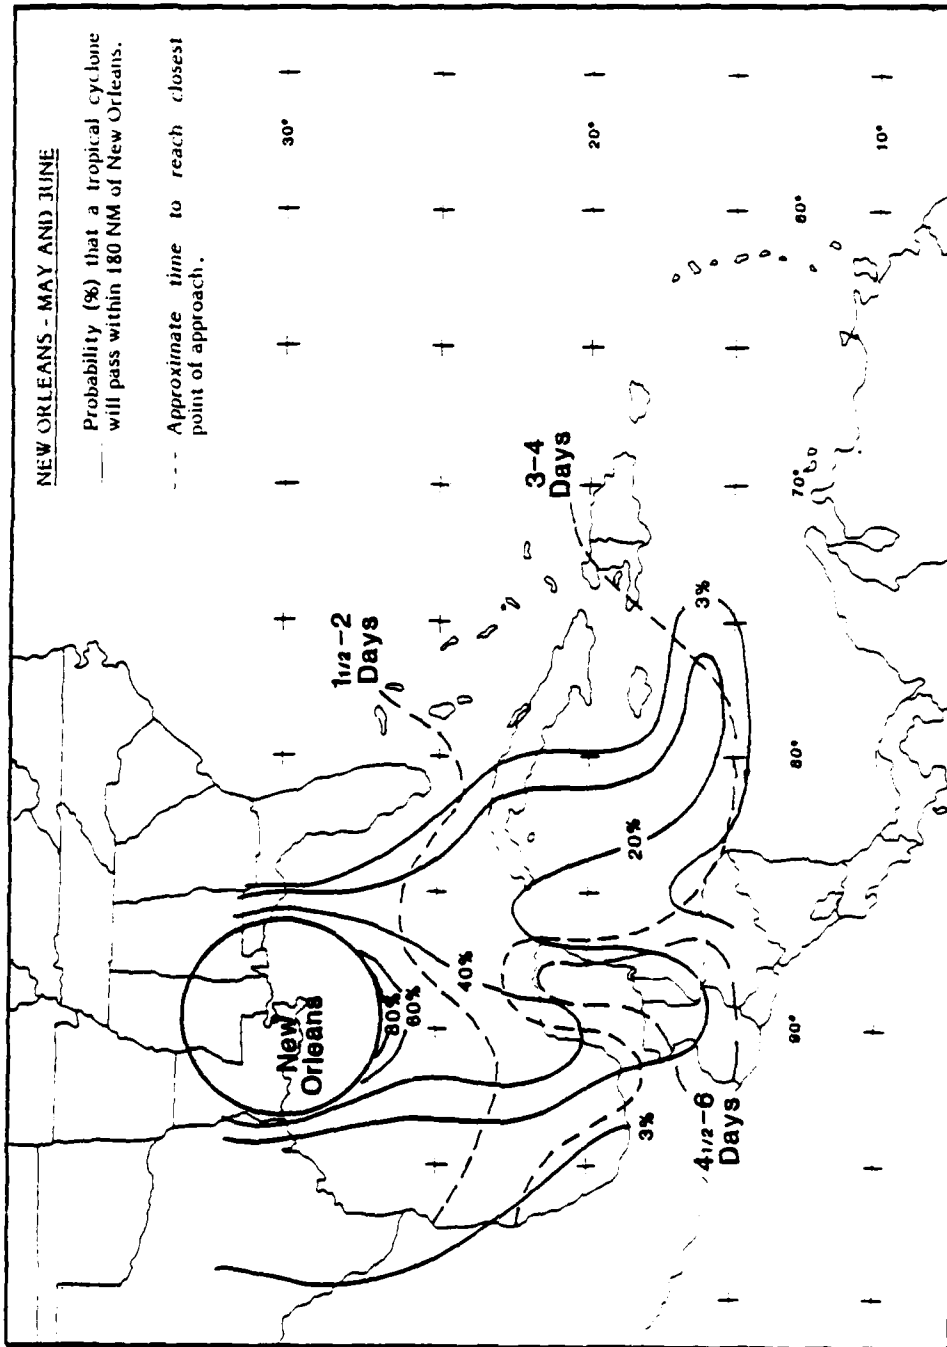 NEW ORLEANS - MAY AND JUNE
Probability (%) that a tropical cyclone
will pass within 180 NM of New Orleans.
--- Approximate time to reach closest
point of approach.
30°
20°
10°
60°
70°
80°
90°
1 1/2-2
Days
3-4
Days
4 1/2-6
Days
New
Orleans
80%
60%
40%
20%
3%
3%